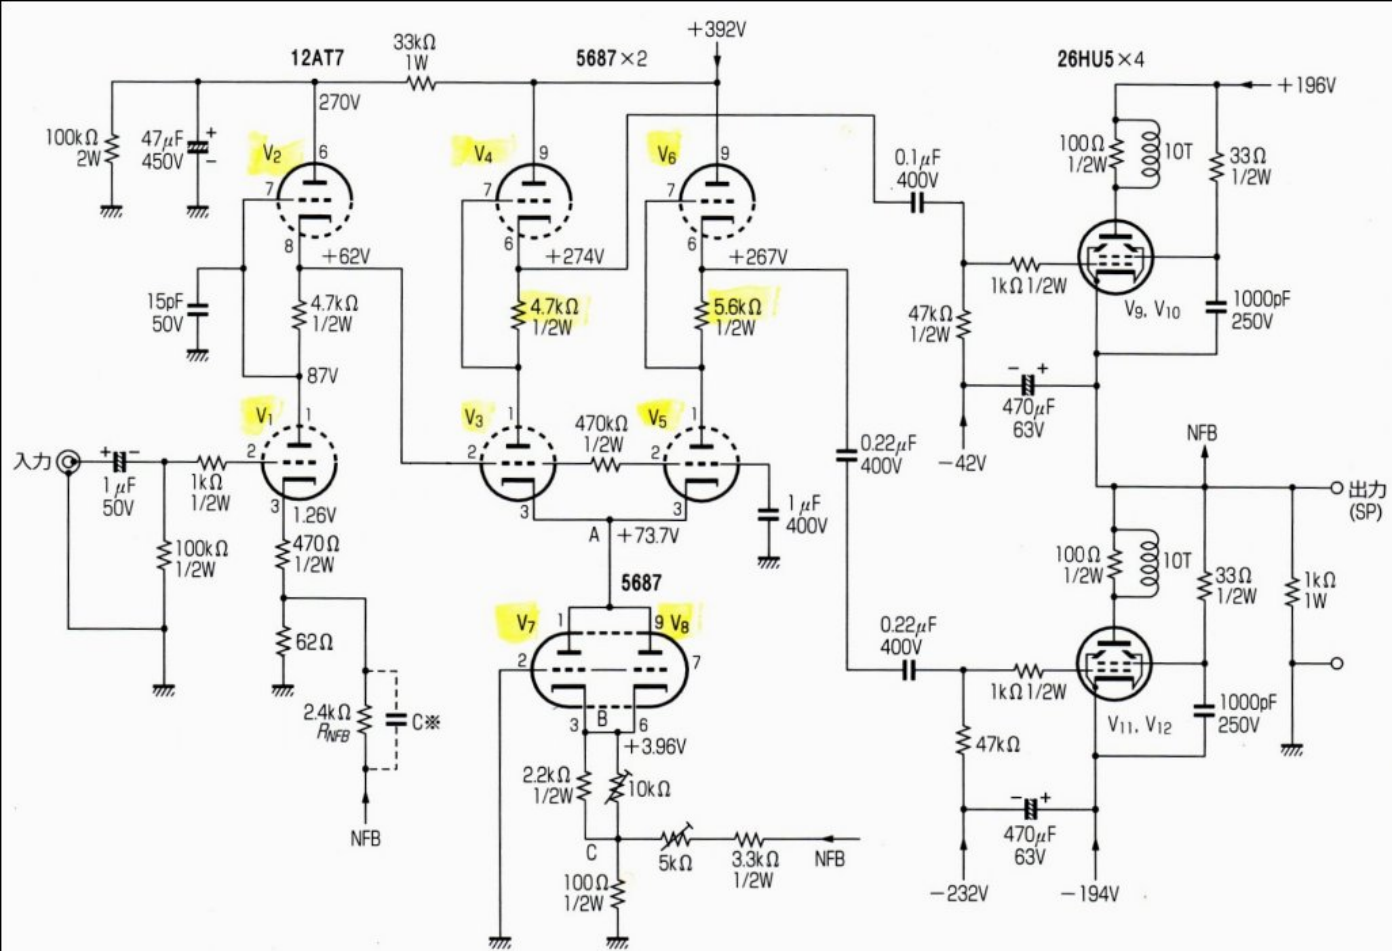 +392V
12AT7
33kΩ
1W
5687×2
26HU5×4
+196V
270V
100kΩ
2W
47μF
450V
+
−
V2
6
7
8
V4
9
7
6
V6
9
7
6
0.1μF
400V
100Ω
1/2W
10T
33Ω
1/2W
+62V
+274V
+267V
15pF
50V
4.7kΩ
1/2W
4.7kΩ
1/2W
5.6kΩ
1/2W
1kΩ 1/2W
47kΩ
1/2W
V9, V10
1000pF
250V
87V
V1
1
2
3
V3
1
2
3
470kΩ
1/2W
V5
1
2
3
− +
470μF
63V
−42V
NFB
入力
+ −
1μF
50V
1kΩ
1/2W
0.22μF
400V
出力
(SP)
1.26V
470Ω
1/2W
100kΩ
1/2W
A
+73.7V
1μF
400V
100Ω
1/2W
10T
33Ω
1/2W
1kΩ
1W
5687
V7
1
2
3
9
V8
7
6
B
62Ω
0.22μF
400V
1kΩ 1/2W
V11, V12
1000pF
250V
2.4kΩ
RNFB
C※
+3.96V
47kΩ
2.2kΩ
1/2W
10kΩ
− +
470μF
63V
NFB
C
5kΩ
3.3kΩ
1/2W
NFB
100Ω
1/2W
−232V
−194V